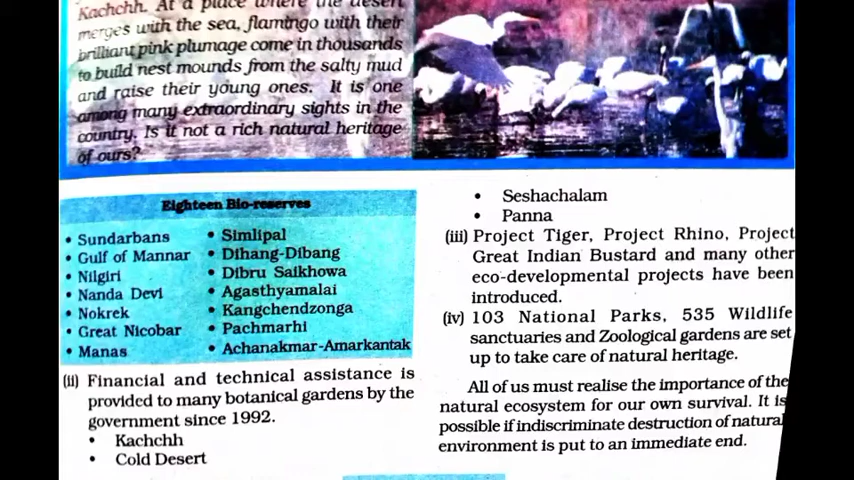 Kachchh. At a place where the desert
merges with the sea, flamingo with their
brilliant pink plumage come in thousands
to build nest mounds from the salty mud
and raise their young ones. It is one
among many extraordinary sights in the
country. Is it not a rich natural heritage
of ours?
Eighteen Bio-reserves
• Sundarbans
• Gulf of Mannar
• Nilgiri
• Nanda Devi
• Nokrek
• Great Nicobar
• Manas
• Simlipal
• Dihang-Dibang
• Dibru Saikhowa
• Agasthyamalai
• Kangchendzonga
• Pachmarhi
• Achanakmar-Amarkantak
(ii) Financial and technical assistance is
provided to many botanical gardens by the
government since 1992.
• Kachchh
• Cold Desert
• Seshachalam
• Panna
(iii) Project Tiger, Project Rhino, Project
Great Indian Bustard and many other
eco-developmental projects have been
introduced.
(iv) 103 National Parks, 535 Wildlife
sanctuaries and Zoological gardens are set
up to take care of natural heritage.
All of us must realise the importance of the
natural ecosystem for our own survival. It is
possible if indiscriminate destruction of natural
environment is put to an immediate end.